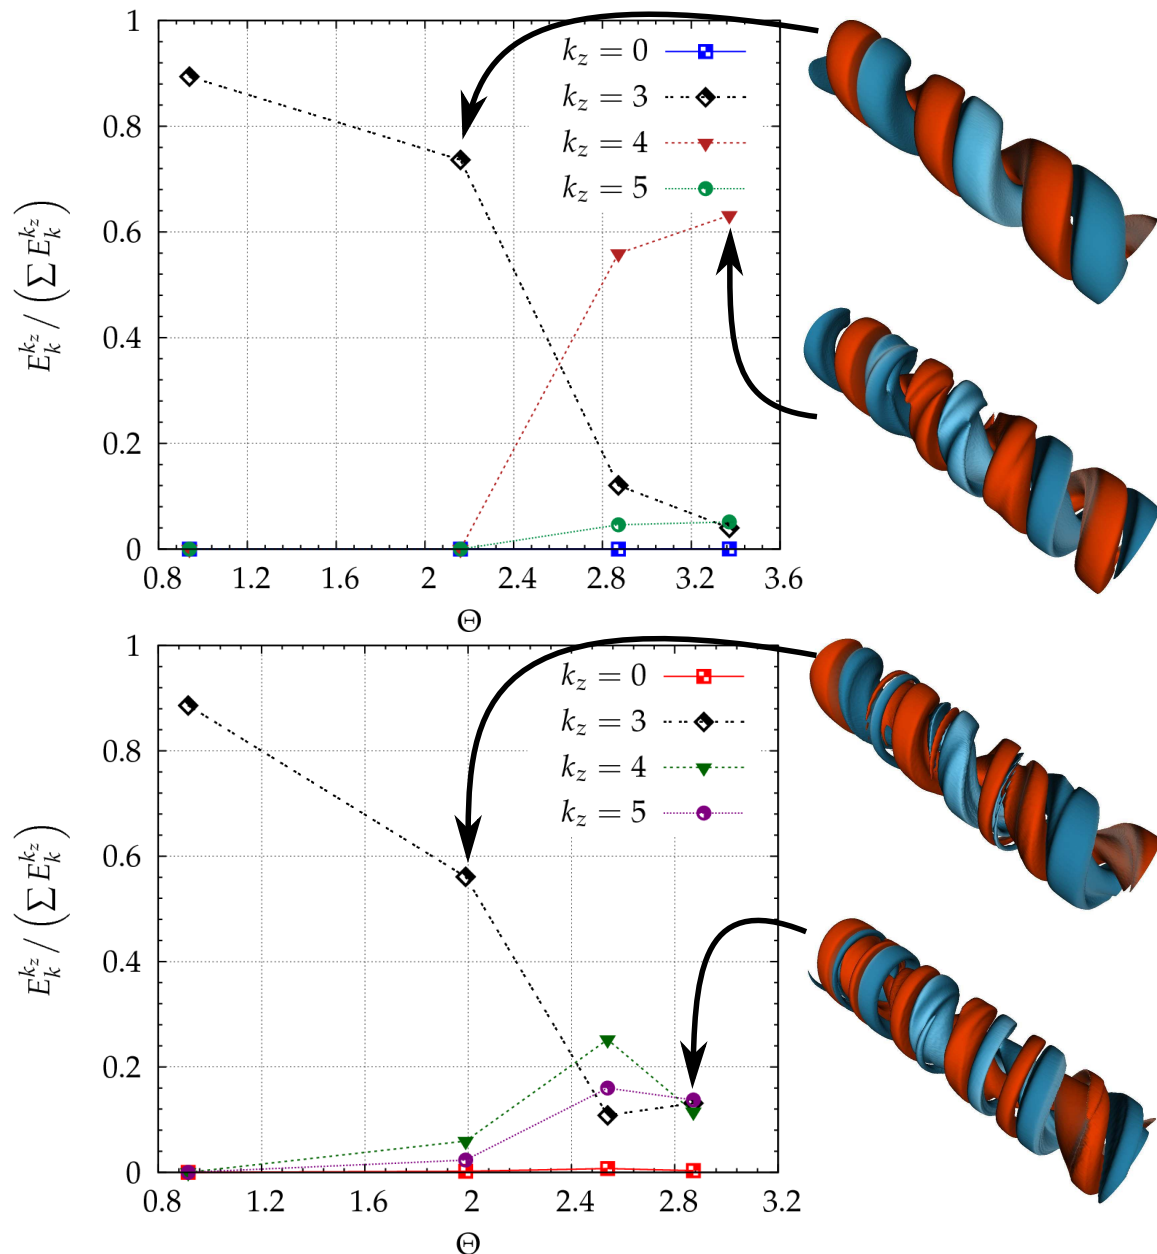 1
0.8
0.6
0.4
0.2
0
E_k^{k_z} / (∑ E_k^{k_z})
k_z = 0
k_z = 3
k_z = 4
k_z = 5
0.8 1.2 1.6 2 2.4 2.8 3.2 3.6
Θ
1
0.8
0.6
0.4
0.2
0
E_k^{k_z} / (∑ E_k^{k_z})
k_z = 0
k_z = 3
k_z = 4
k_z = 5
0.8 1.2 1.6 2 2.4 2.8 3.2
Θ